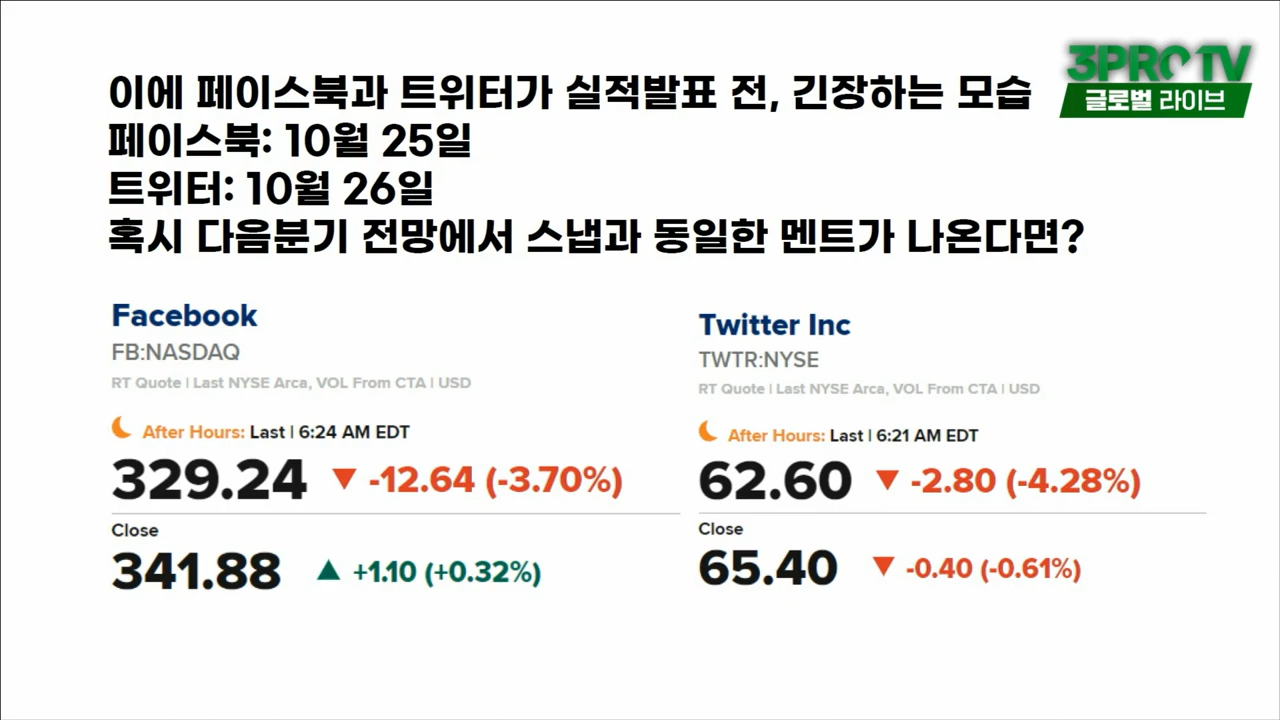 3PROTV
글로벌 라이브
이에 페이스북과 트위터가 실적발표 전, 긴장하는 모습
페이스북: 10월 25일
트위터: 10월 26일
혹시 다음분기 전망에서 스냅과 동일한 멘트가 나온다면?
Facebook
FB:NASDAQ
RT Quote | Last NYSE Arca, VOL From CTA | USD
After Hours: Last | 6:24 AM EDT
329.24 ▼ -12.64 (-3.70%)
Close
341.88 ▲ +1.10 (+0.32%)
Twitter Inc
TWTR:NYSE
RT Quote | Last NYSE Arca, VOL From CTA | USD
After Hours: Last | 6:21 AM EDT
62.60 ▼ -2.80 (-4.28%)
Close
65.40 ▼ -0.40 (-0.61%)